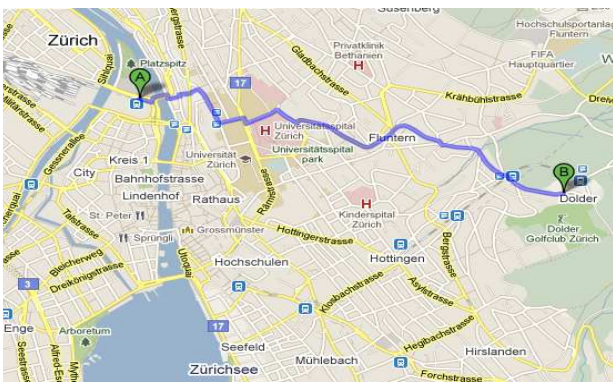 Susenberg
Zürich
Hochschulsportanlage
Fluntern
Privatklinik
Bethanien
H
FIFA
Hauptquartier
Platzspitz
Sihlquai
Gladbachstrasse
17
A
Krähbühlstrasse
Universitätsspital
Zürich
H
Fluntern
Gessnerallee
Universitätsspital
park
Kreis 1
City
Universität
Zürich
B
Bahnhofstrasse
Lindenhof
Rathaus
Rämistrasse
H
Kinderspital
Zürich
Dolder
St. Peter
Talstrasse
Sprüngli
Grossmünster
Hottingerstrasse
Dolder
Golfclub Zürich
Bergstrasse
Bleicherweg
Dreikönigstrasse
Utoquai
Hochschulen
Hottingen
3
Klosbachstrasse
Asylstrasse
Enge
Arboretum
17
Seefeld
Hegibachstrasse
Hirslanden
Seestrasse
Mühlebach
Zürichsee
Forchstrasse